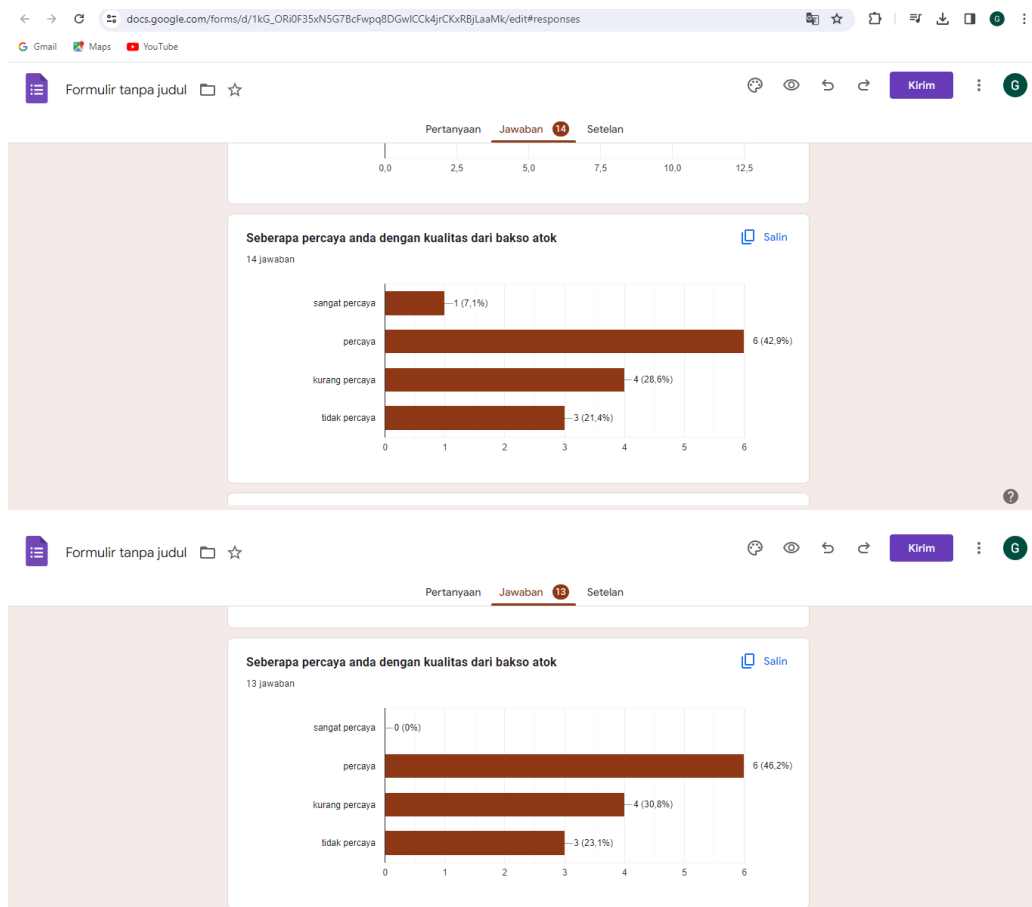 docs.google.com/forms/d/1kG_ORi0F35xN5G7BcFwpq8DGwICCk4jrCKxRBjLaaMk/edit#responses
G
Gmail Maps YouTube
Formulir tanpa judul
Kirim
G
Pertanyaan Jawaban 14 Setelan
0,0 2,5 5,0 7,5 10,0 12,5
Seberapa percaya anda dengan kualitas dari bakso atok
Salin
14 jawaban
sangat percaya 1 (7,1%)
percaya 6 (42,9%)
kurang percaya 4 (28,6%)
tidak percaya 3 (21,4%)
0 1 2 3 4 5 6
Formulir tanpa judul
Kirim
G
Pertanyaan Jawaban 13 Setelan
Seberapa percaya anda dengan kualitas dari bakso atok
Salin
13 jawaban
sangat percaya 0 (0%)
percaya 6 (46,2%)
kurang percaya 4 (30,8%)
tidak percaya 3 (23,1%)
0 1 2 3 4 5 6